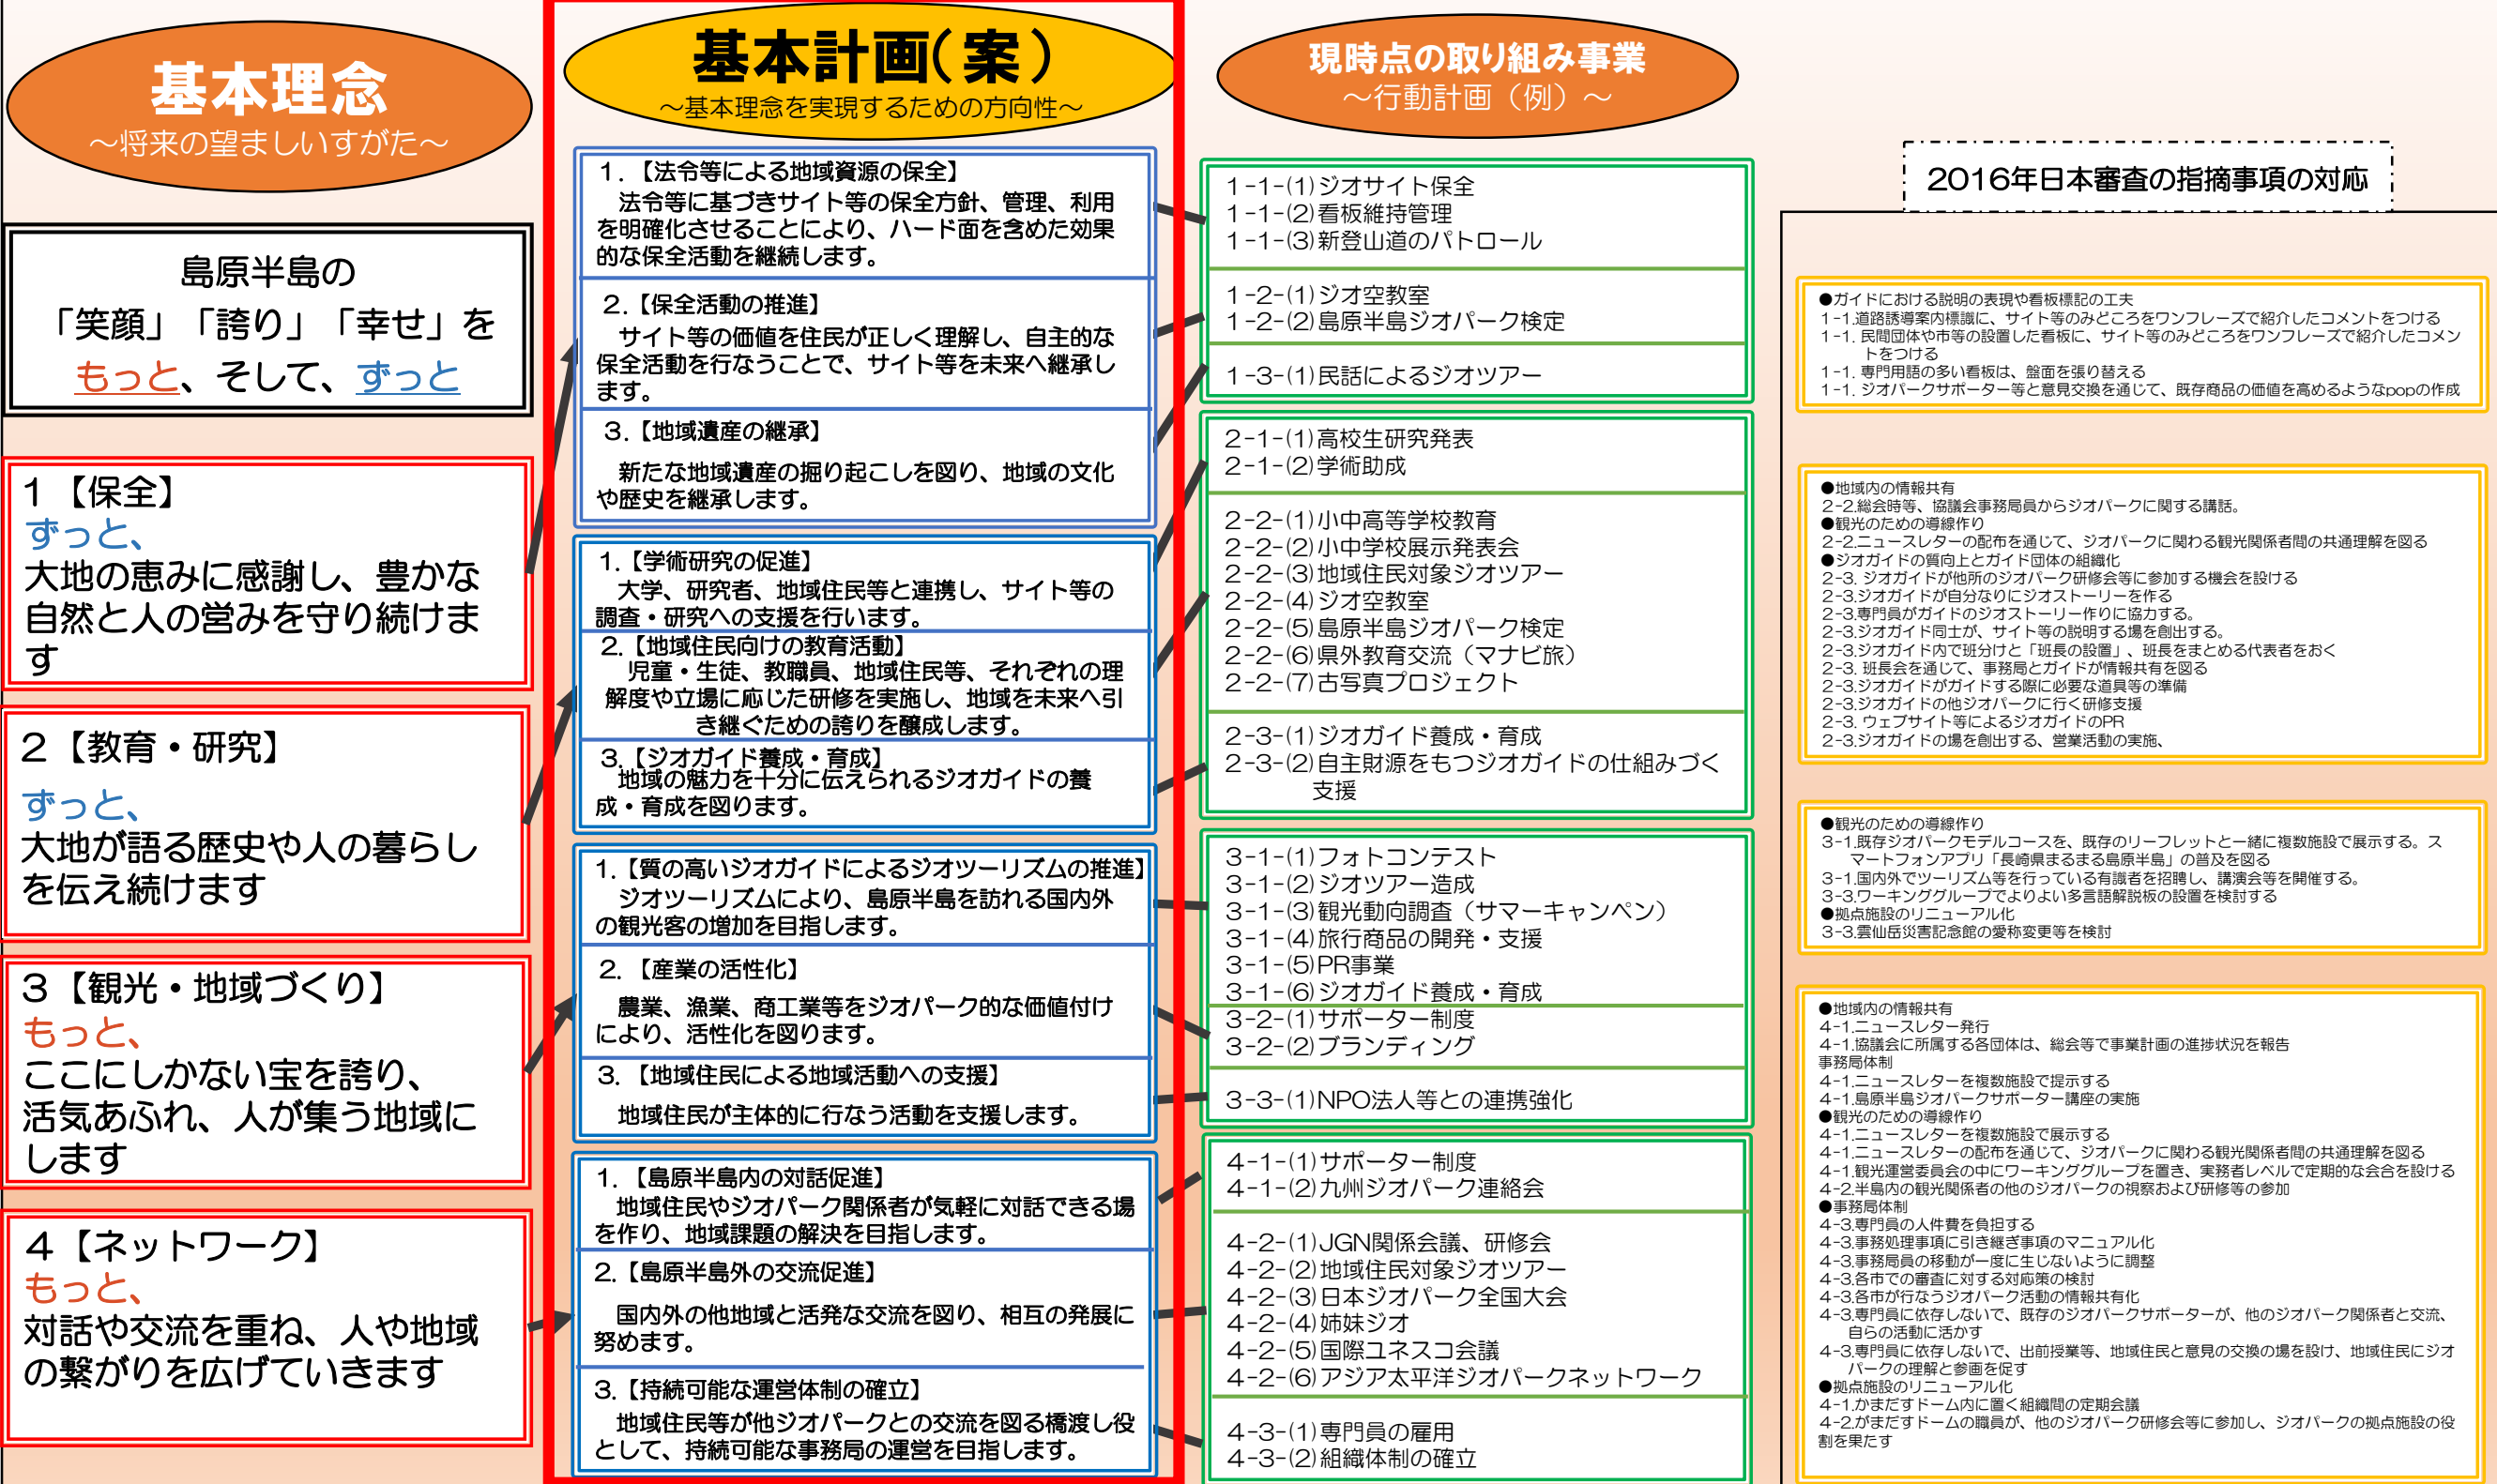 基本理念
～将来の望ましいすがた～
島原半島の
「笑顔」「誇り」「幸せ」を
もっと、そして、ずっと
1【保全】
ずっと、
大地の恵みに感謝し、豊かな
自然と人の営みを守り続けま
す
2【教育・研究】
ずっと、
大地が語る歴史や人の暮らし
を伝え続けます
3【観光・地域づくり】
もっと、
ここにしかない宝を誇り、
活気あふれ、人が集う地域に
します
4【ネットワーク】
もっと、
対話や交流を重ね、人や地域
の繋がりを広げていきます
基本計画(案)
～基本理念を実現するための方向性～
1.【法令等による地域資源の保全】
法令等に基づきサイト等の保全方針、管理、利用
を明確化させることにより、ハード面を含めた効果
的な保全活動を継続します。
2.【保全活動の推進】
サイト等の価値を住民が正しく理解し、自主的な
保全活動を行なうことで、サイト等を未来へ継承し
ます。
3.【地域遺産の継承】
新たな地域遺産の掘り起こしを図り、地域の文化
や歴史を継承します。
1.【学術研究の促進】
大学、研究者、地域住民等と連携し、サイト等の
調査・研究への支援を行います。
2.【地域住民向けの教育活動】
児童・生徒、教職員、地域住民等、それぞれの理
解度や立場に応じた研修を実施し、地域を未来へ引
き継ぐための誇りを醸成します。
3.【ジオガイド養成・育成】
地域の魅力を十分に伝えられるジオガイドの養
成・育成を図ります。
1.【質の高いジオガイドによるジオツーリズムの推進】
ジオツーリズムにより、島原半島を訪れる国内外
の観光客の増加を目指します。
2.【産業の活性化】
農業、漁業、商工業等をジオパーク的な価値付け
により、活性化を図ります。
3.【地域住民による地域活動への支援】
地域住民が主体的に行なう活動を支援します。
1.【島原半島内の対話促進】
地域住民やジオパーク関係者が気軽に対話できる場
を作り、地域課題の解決を目指します。
2.【島原半島外の交流促進】
国内外の他地域と活発な交流を図り、相互の発展に
努めます。
3.【持続可能な運営体制の確立】
地域住民等が他ジオパークとの交流を図る橋渡し役
として、持続可能な事務局の運営を目指します。
現時点の取り組み事業
～行動計画（例）～
1-1-(1)ジオサイト保全
1-1-(2)看板維持管理
1-1-(3)新登山道のパトロール
1-2-(1)ジオ空教室
1-2-(2)島原半島ジオパーク検定
1-3-(1)民話によるジオツアー
2-1-(1)高校生研究発表
2-1-(2)学術助成
2-2-(1)小中高等学校教育
2-2-(2)小中学校展示発表会
2-2-(3)地域住民対象ジオツアー
2-2-(4)ジオ空教室
2-2-(5)島原半島ジオパーク検定
2-2-(6)県外教育交流（マナビ旅）
2-2-(7)古写真プロジェクト
2-3-(1)ジオガイド養成・育成
2-3-(2)自主財源をもつジオガイドの仕組みづく
支援
3-1-(1)フォトコンテスト
3-1-(2)ジオツアー造成
3-1-(3)観光動向調査（サマーキャンペン）
3-1-(4)旅行商品の開発・支援
3-1-(5)PR事業
3-1-(6)ジオガイド養成・育成
3-2-(1)サポーター制度
3-2-(2)ブランディング
3-3-(1)NPO法人等との連携強化
4-1-(1)サポーター制度
4-1-(2)九州ジオパーク連絡会
4-2-(1)JGN関係会議、研修会
4-2-(2)地域住民対象ジオツアー
4-2-(3)日本ジオパーク全国大会
4-2-(4)姉妹ジオ
4-2-(5)国際ユネスコ会議
4-2-(6)アジア太平洋ジオパークネットワーク
4-3-(1)専門員の雇用
4-3-(2)組織体制の確立
2016年日本審査の指摘事項の対応
●ガイドにおける説明の表現や看板標記の工夫
1-1.道路誘導案内標識に、サイト等のみどころをワンフレーズで紹介したコメントをつける
1-1. 民間団体や市等の設置した看板に、サイト等のみどころをワンフレーズで紹介したコメン
トをつける
1-1. 専門用語の多い看板は、盤面を張り替える
1-1. ジオパークサポーター等と意見交換を通じて、既存商品の価値を高めるようなpopの作成
●地域内の情報共有
2-2.総会時等、協議会事務局員からジオパークに関する講話。
●観光のための導線作り
2-2.ニュースレターの配布を通じて、ジオパークに関わる観光関係者間の共通理解を図る
●ジオガイドの質向上とガイド団体の組織化
2-3. ジオガイドが他所のジオパーク研修会等に参加する機会を設ける
2-3.ジオガイドが自分なりにジオストーリーを作る
2-3.専門員がガイドのジオストーリー作りに協力する。
2-3.ジオガイド同士が、サイト等の説明する場を創出する。
2-3.ジオガイド内で班分けと「班長の設置」、班長をまとめる代表者をおく
2-3. 班長会を通じて、事務局とガイドが情報共有を図る
2-3.ジオガイドがガイドする際に必要な道具等の準備
2-3.ジオガイドの他ジオパークに行く研修支援
2-3. ウェブサイト等によるジオガイドのPR
2-3.ジオガイドの場を創出する、営業活動の実施、
●観光のための導線作り
3-1.既存ジオパークモデルコースを、既存のリーフレットと一緒に複数施設で展示する。ス
マートフォンアプリ「長崎県まるまる島原半島」の普及を図る
3-1.国内外でツーリズム等を行っている有識者を招聘し、講演会等を開催する。
3-3.ワーキンググループでよりよい多言語解説板の設置を検討する
●拠点施設のリニューアル化
3-3.雲仙岳災害記念館の愛称変更等を検討
●地域内の情報共有
4-1.ニュースレター発行
4-1.協議会に所属する各団体は、総会等で事業計画の進捗状況を報告
事務局体制
4-1.ニュースレターを複数施設で提示する
4-1.島原半島ジオパークサポーター講座の実施
●観光のための導線作り
4-1.ニュースレターを複数施設で展示する
4-1.ニュースレターの配布を通じて、ジオパークに関わる観光関係者間の共通理解を図る
4-1.観光運営委員会の中にワーキンググループを置き、実務者レベルで定期的な会合を設ける
4-2.半島内の観光関係者の他のジオパークの視察および研修等の参加
●事務局体制
4-3.専門員の人件費を負担する
4-3.事務処理事項に引き継ぎ事項のマニュアル化
4-3.事務局員の移動が一度に生じないように調整
4-3.各市での審査に対する対応策の検討
4-3.各市が行なうジオパーク活動の情報共有化
4-3.専門員に依存しないで、既存のジオパークサポーターが、他のジオパーク関係者と交流、
自らの活動に活かす
4-3.専門員に依存しないで、出前授業等、地域住民と意見の交換の場を設け、地域住民にジオ
パークの理解と参画を促す
●拠点施設のリニューアル化
4-1.かまだすドーム内に置く組織間の定期会議
4-2.がまだすドームの職員が、他のジオパーク研修会等に参加し、ジオパークの拠点施設の役
割を果たす